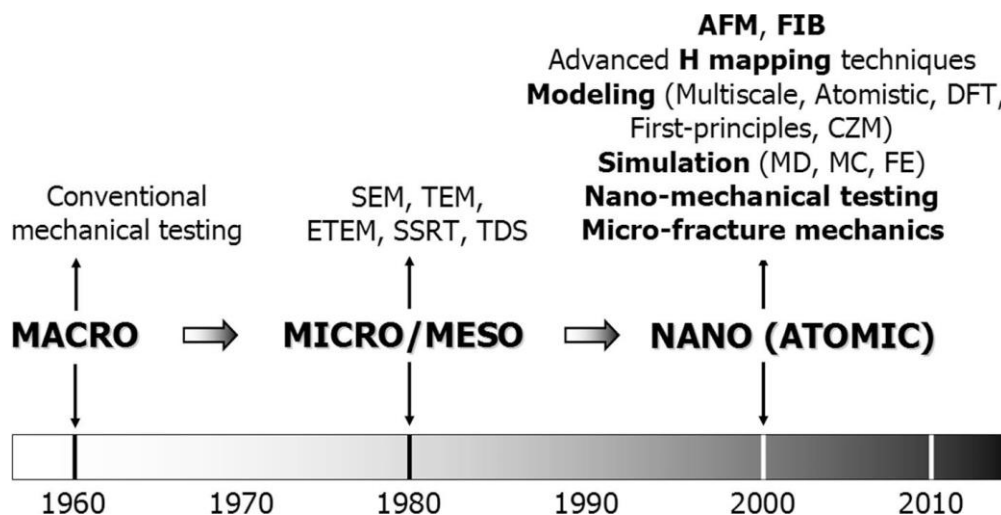 AFM, FIB
Advanced H mapping techniques
Modeling (Multiscale, Atomistic, DFT,
First-principles, CZM)
Simulation (MD, MC, FE)
Nano-mechanical testing
Micro-fracture mechanics
Conventional
mechanical testing
SEM, TEM,
ETEM, SSRT, TDS
MACRO
MICRO/MESO
NANO (ATOMIC)
1960
1970
1980
1990
2000
2010